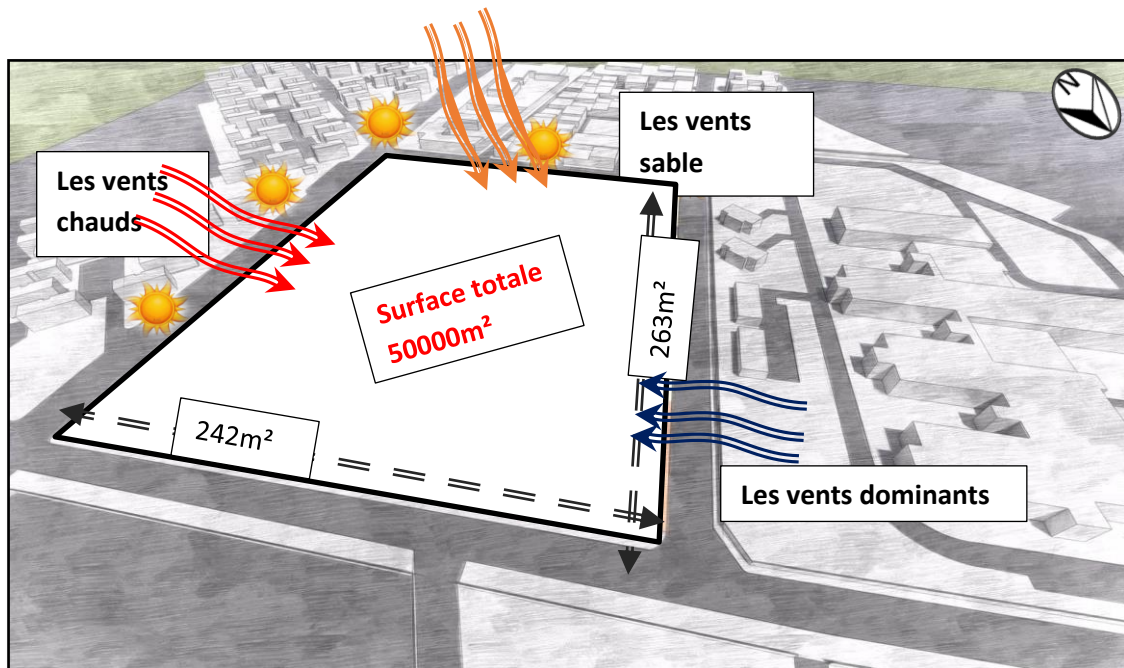 N
Les vents
sable
Les vents
chauds
Surface totale
50000m²
263m²
242m²
Les vents dominants